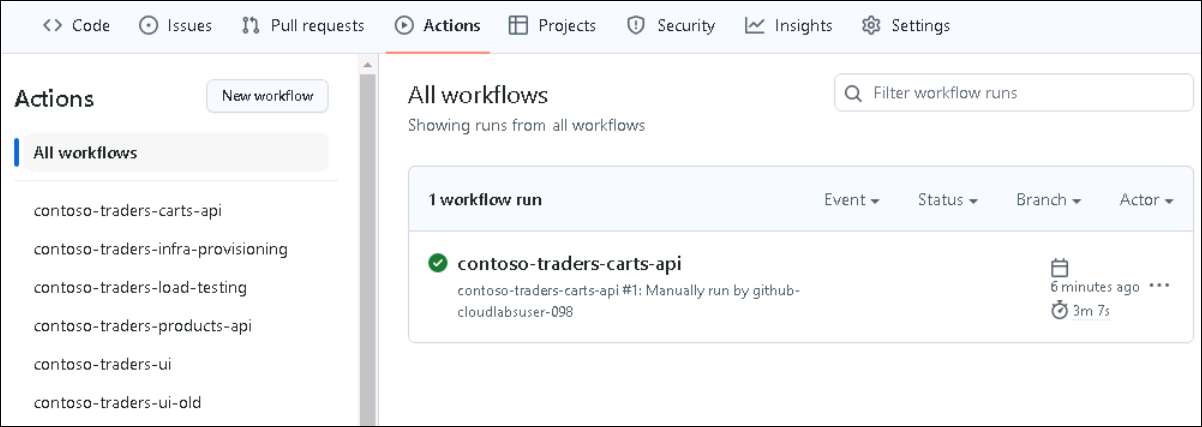 Code Issues Pull requests Actions Projects Security Insights Settings
Actions New workflow
All workflows
contoso-traders-carts-api
contoso-traders-infra-provisioning
contoso-traders-load-testing
contoso-traders-products-api
contoso-traders-ui
contoso-traders-ui-old
All workflows
Filter workflow runs
Showing runs from all workflows
1 workflow run Event Status Branch Actor
contoso-traders-carts-api
contoso-traders-carts-api #1: Manually run by github-
cloudlabsuser-098
6 minutes ago
3m 7s